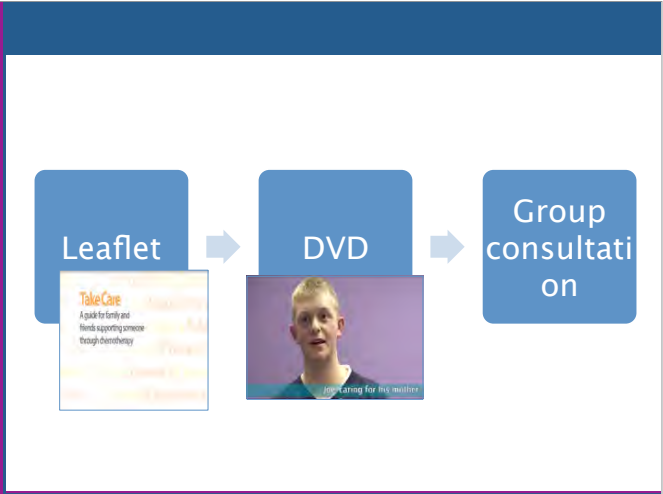 Leaflet
DVD
Group
consultati
on
Take Care
A guide for family and
friends supporting someone
through chemotherapy
Joe, caring for his mother